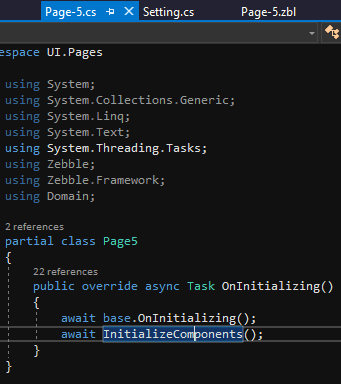 Page-5.cs Setting.cs Page-5.zbl
espace UI.Pages
using System;
using System.Collections.Generic;
using System.Linq;
using System.Text;
using System.Threading.Tasks;
using Zebble;
using Zebble.Framework;
using Domain;
2 references
partial class Page5
{
22 references
public override async Task OnInitializing()
{
await base.OnInitializing();
await InitializeComponents();
}
}